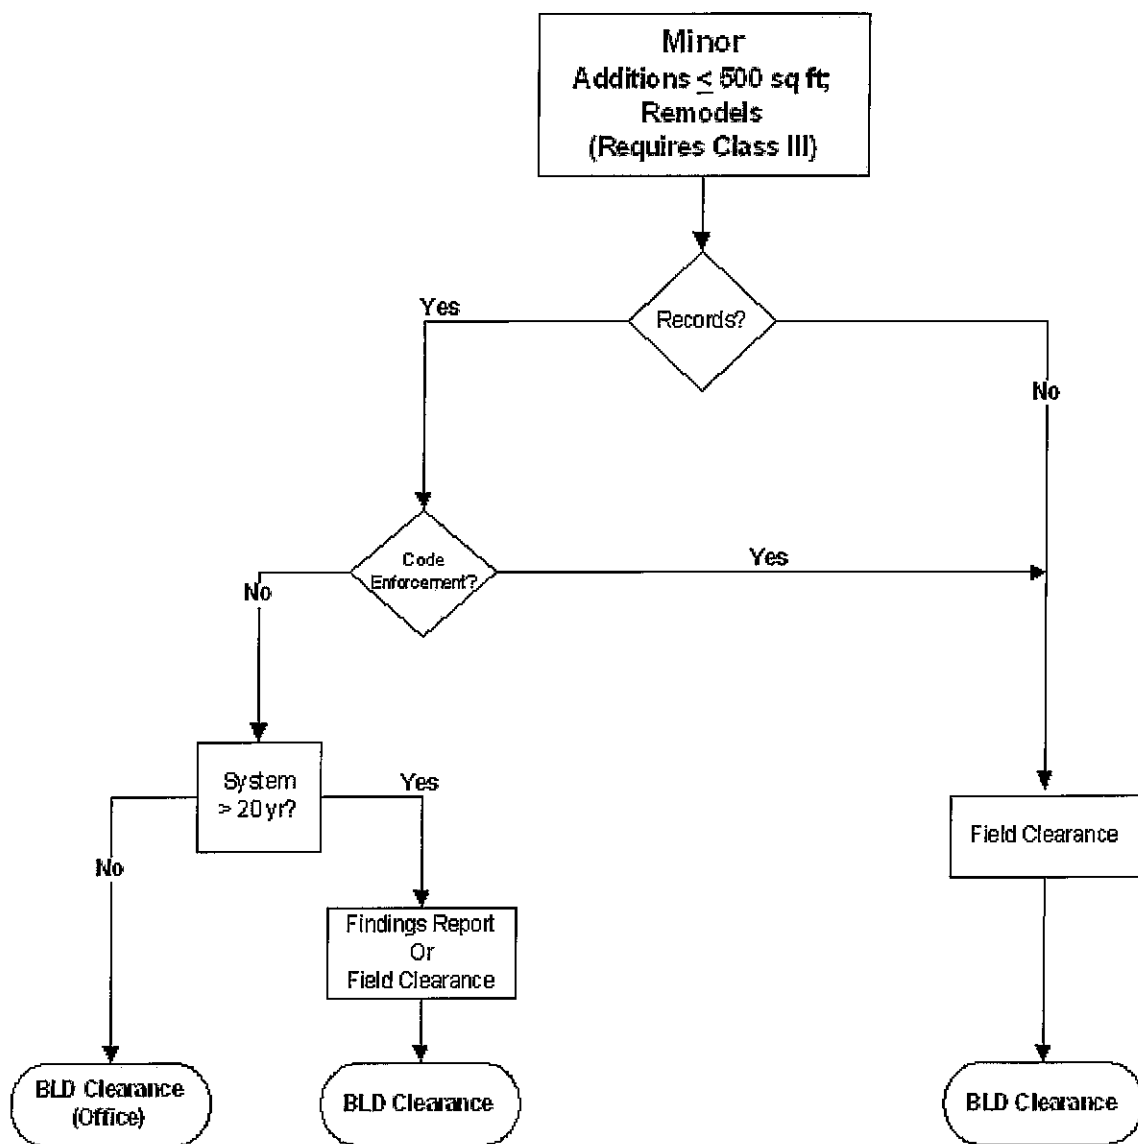 Minor
Additions ≤ 500 sq ft;
Remodels
(Requires Class III)
Yes
Records?
No
Code
Enforcement?
Yes
No
System
> 20 yr?
Yes
No
Field Clearance
Findings Report
Or
Field Clearance
BLD Clearance
(Office)
BLD Clearance
BLD Clearance